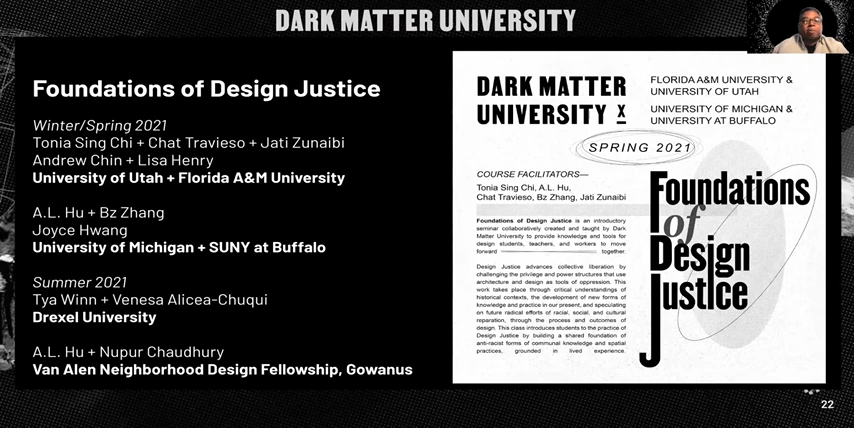 DARK MATTER UNIVERSITY
Foundations of Design Justice
Winter/Spring 2021
Tonia Sing Chi + Chat Travieso + Jati Zunaibi
Andrew Chin + Lisa Henry
University of Utah + Florida A&M University
A.L. Hu + Bz Zhang
Joyce Hwang
University of Michigan + SUNY at Buffalo
Summer 2021
Tya Winn + Venesa Alicea-Chuqui
Drexel University
A.L. Hu + Nupur Chaudhury
Van Alen Neighborhood Design Fellowship, Gowanus
DARK MATTER
UNIVERSITY X
FLORIDA A&M UNIVERSITY &
UNIVERSITY OF UTAH
UNIVERSITY OF MICHIGAN &
UNIVERSITY AT BUFFALO
SPRING 2021
COURSE FACILITATORS—
Tonia Sing Chi, A.L. Hu,
Chat Travieso, Bz Zhang, Jati Zunaibi
Foundations of Design Justice is an introductory
seminar collaboratively created and taught by Dark
Matter University to provide knowledge and tools for
design students, teachers, and workers to move
forward together.
Design Justice advances collective liberation by
challenging the privilege and power structures that use
architecture and design as tools of oppression. This
work takes place through critical understandings of
historical contexts, the development of new forms of
knowledge and practice in our present, and speculating
on future radical efforts of racial, social, and cultural
reparation, through the process and outcomes of
design. This class introduces students to the practice of
Design Justice by building a shared foundation of
anti-racist forms of communal knowledge and spatial
practices, grounded in lived experience.
Foundations
of
Design
Justice
22